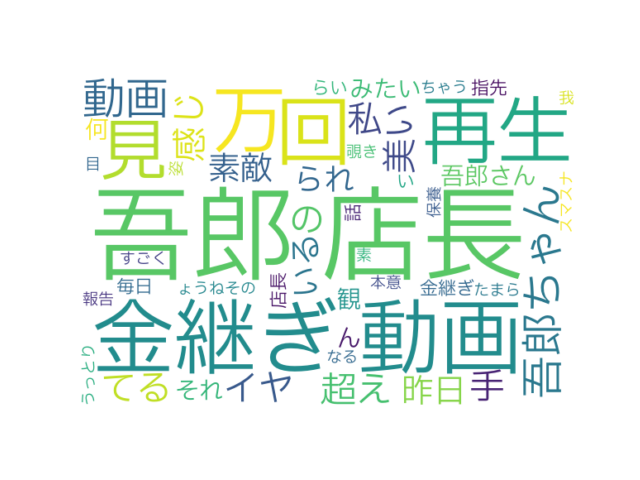 動画
見
感じ
万回
私
美しい
再生
らい
みたい
ちゃう
指先
我
何
目
姿
素敵
覗き
られ
い
吾郎さん
保養
スマスナ
吾郎店長
すごく
いるの
話
素
吾郎ちゃん
毎日
ょうねその
店長
観
本意
金継ぎたまら
報告
金継ぎ動画
ん
なる
うっとり
てる
それ
イヤ
超え
昨日
手